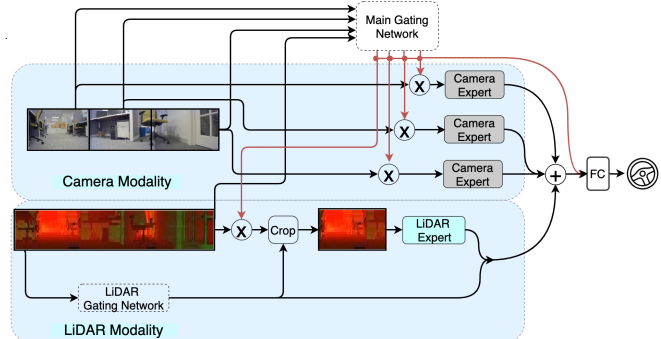 Main Gating
Network
X
Camera
Expert
X
Camera
Expert
X
Camera
Expert
Camera Modality
+
FC
X
Crop
LiDAR
Expert
LiDAR
Gating Network
LiDAR Modality